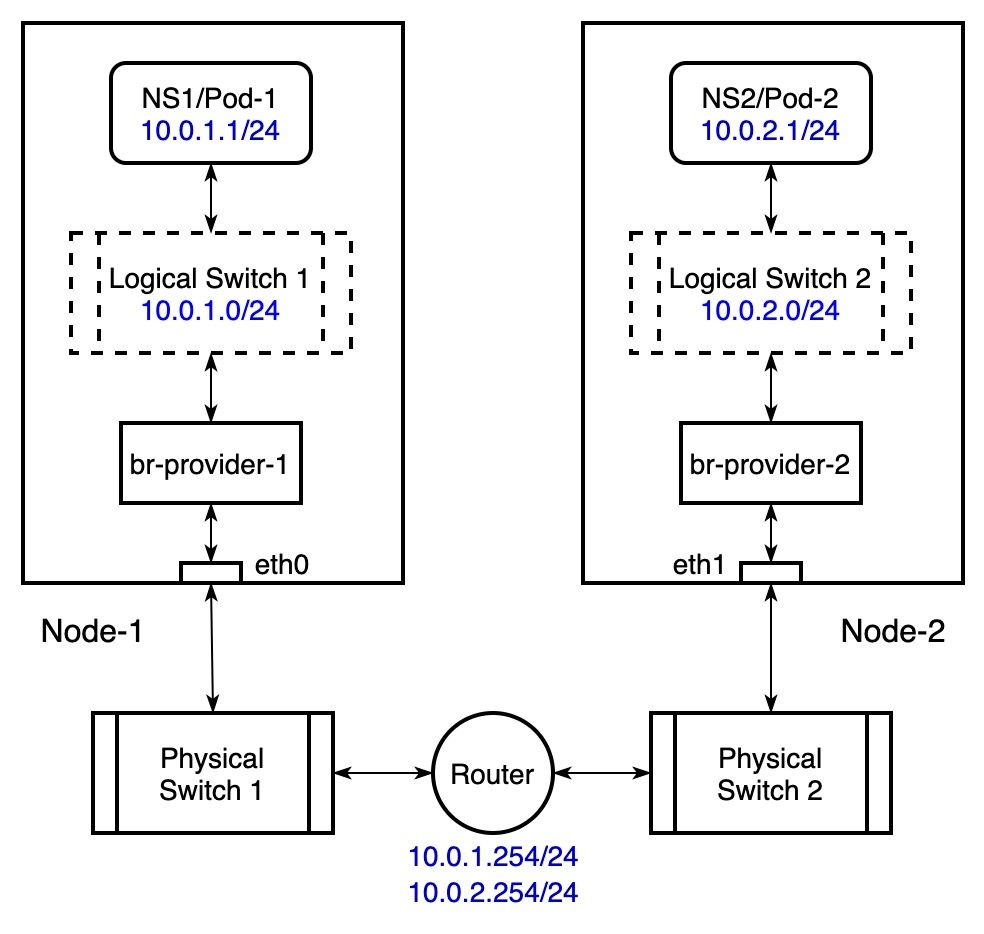 NS1/Pod-1
10.0.1.1/24
Logical Switch 1
10.0.1.0/24
br-provider-1
eth0
Node-1
NS2/Pod-2
10.0.2.1/24
Logical Switch 2
10.0.2.0/24
br-provider-2
eth1
Node-2
Physical
Switch 1
Router
10.0.1.254/24
10.0.2.254/24
Physical
Switch 2